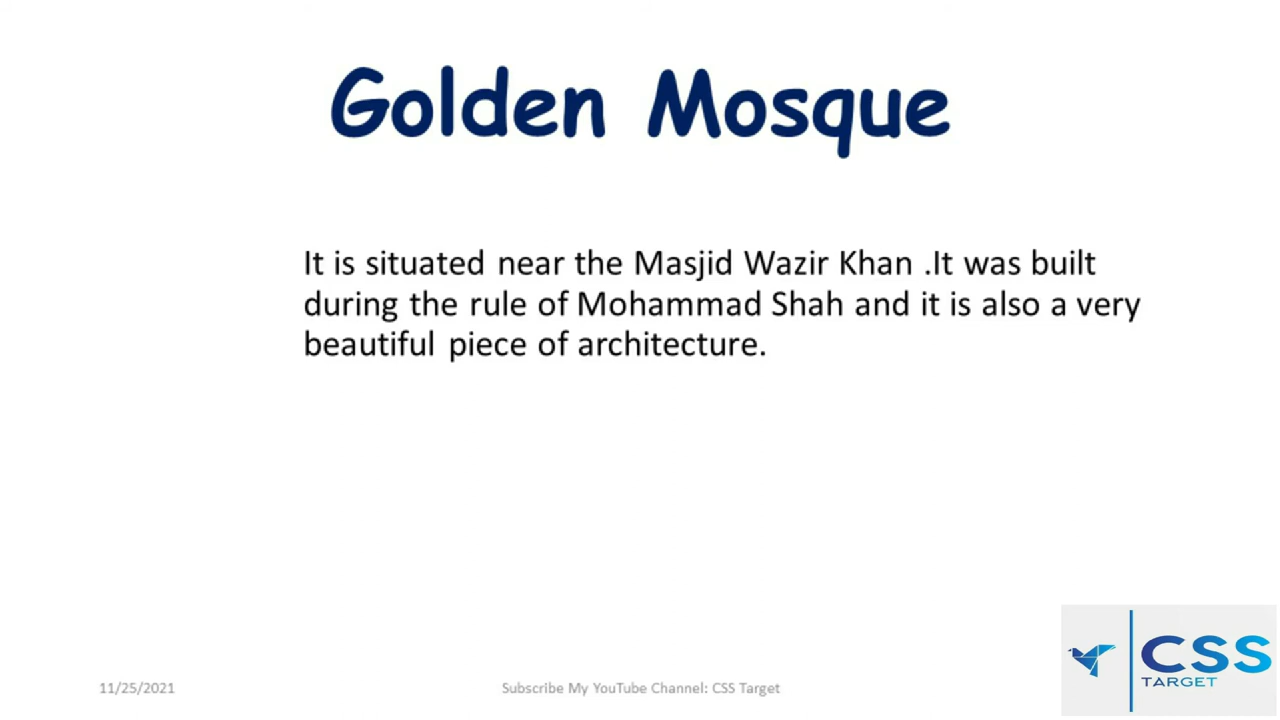 Golden Mosque
It is situated near the Masjid Wazir Khan .It was built
during the rule of Mohammad Shah and it is also a very
beautiful piece of architecture.
11/25/2021
Subscribe My YouTube Channel: CSS Target
CSS
TARGET